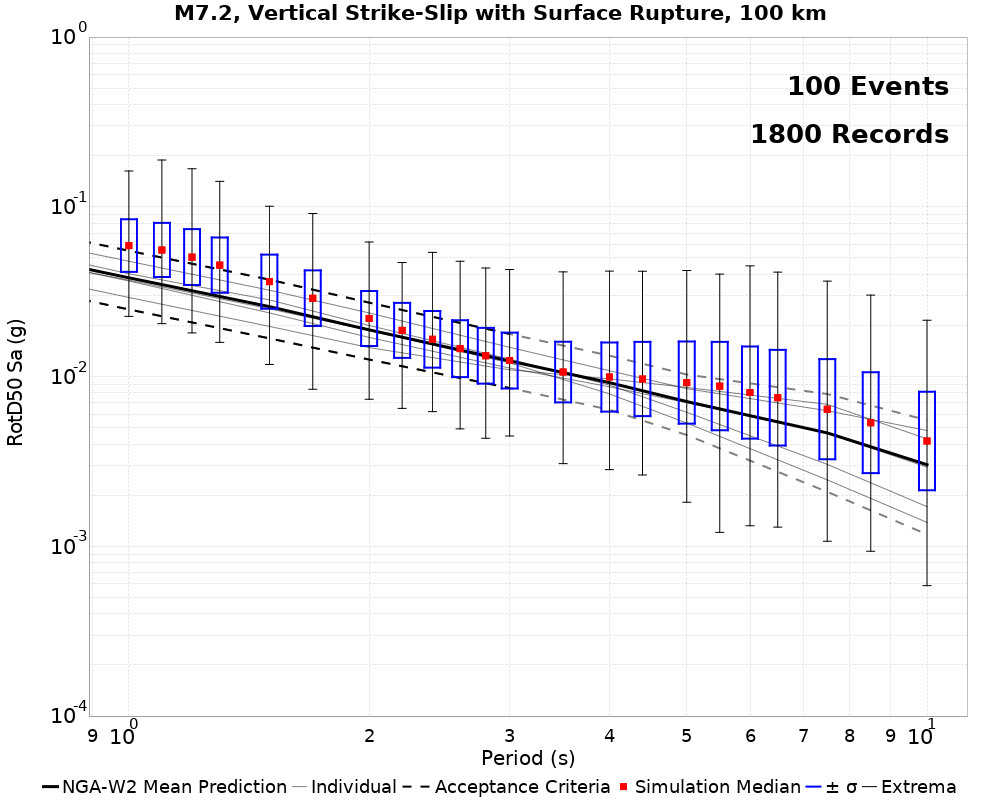 M7.2, Vertical Strike-Slip with Surface Rupture, 100 km
100 Events
1800 Records
10^0
10^-1
10^-2
10^-3
10^-4
RotD50 Sa (g)
9 10^0 2 3 4 5 6 7 8 9 10^1
Period (s)
NGA-W2 Mean Prediction Individual Acceptance Criteria Simulation Median ± σ Extrema